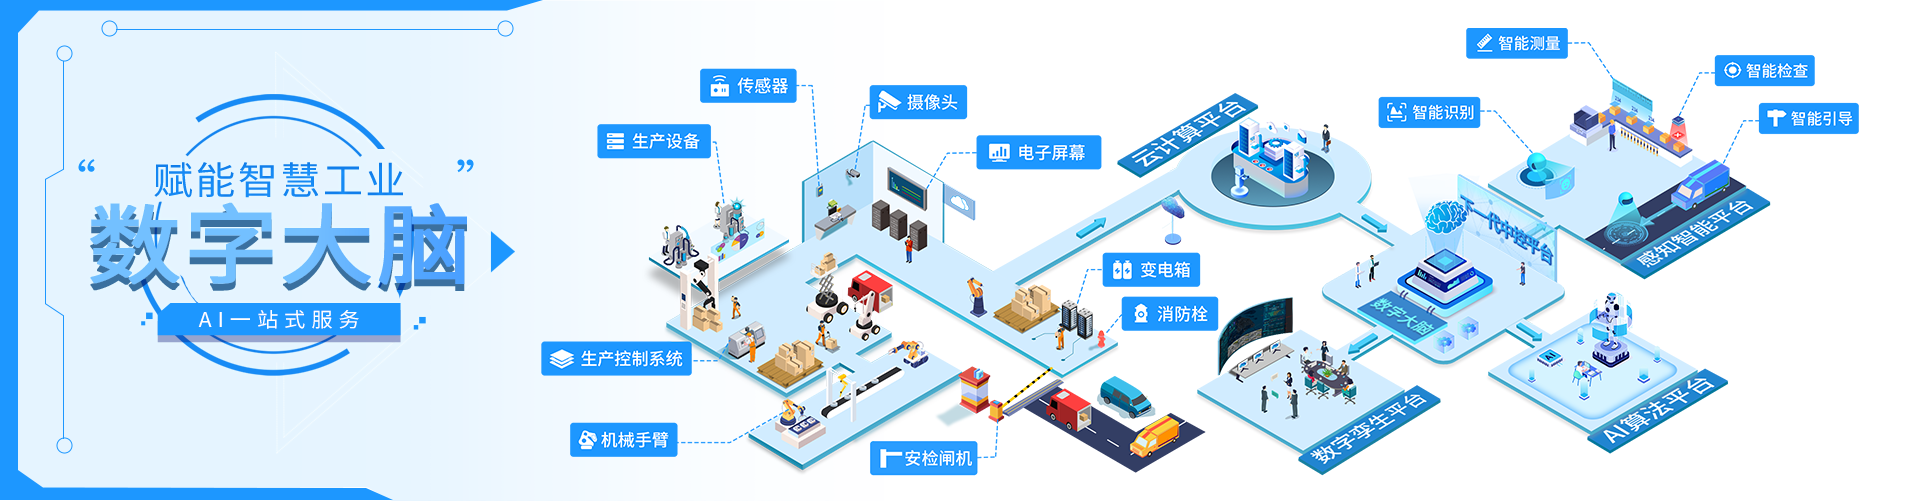 “赋能智慧工业”
数字大脑
AI一站式服务
传感器
摄像头
生产设备
电子屏幕
变电箱
消防栓
生产控制系统
机械手臂
安检闸机
云计算平台
下一代中控平台
数字大脑
数字孪生平台
AI算法平台
AI
智能测量
智能检查
智能识别
智能引导
感知智能平台